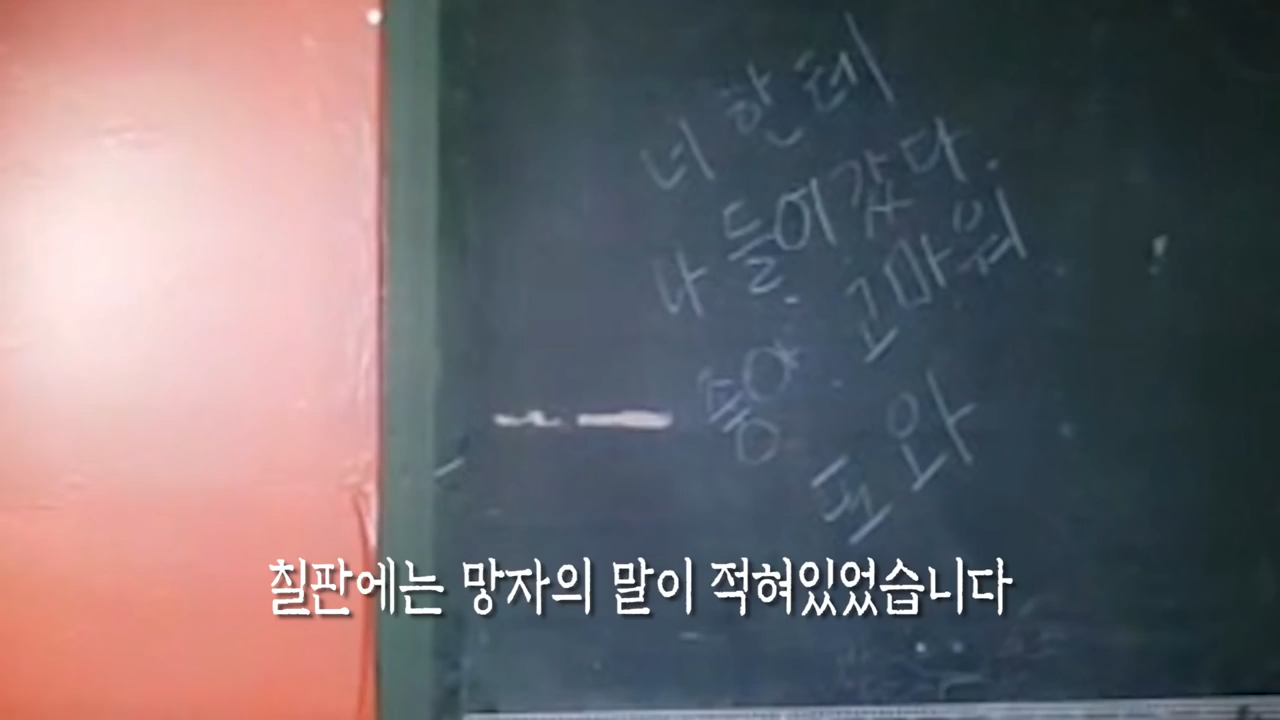 너한테
나 들어갔다.
좋아. 고마워
또 와
칠판에는 망자의 말이 적혀있었습니다